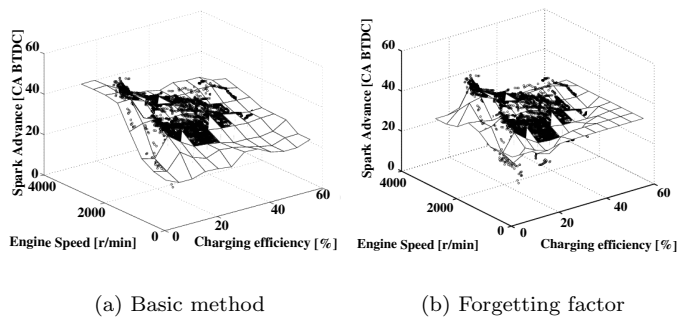 Spark Advance [CA BTDC]
60
40
20
0
4000
2000
0
Engine Speed [r/min]
0
20
40
60
Charging efficiency [%]
(a) Basic method
Spark Advance [CA BTDC]
60
40
20
0
4000
2000
0
Engine Speed [r/min]
0
20
40
60
Charging efficiency [%]
(b) Forgetting factor